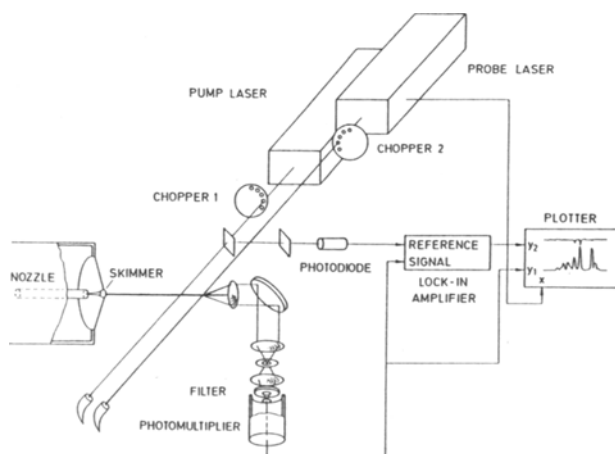 PROBE LASER
PUMP LASER
CHOPPER 2
CHOPPER 1
PLOTTER
REFERENCE
SIGNAL
y₂
y₁
x
PHOTODIODE
LOCK-IN
AMPLIFIER
NOZZLE
SKIMMER
FILTER
PHOTOMULTIPLIER